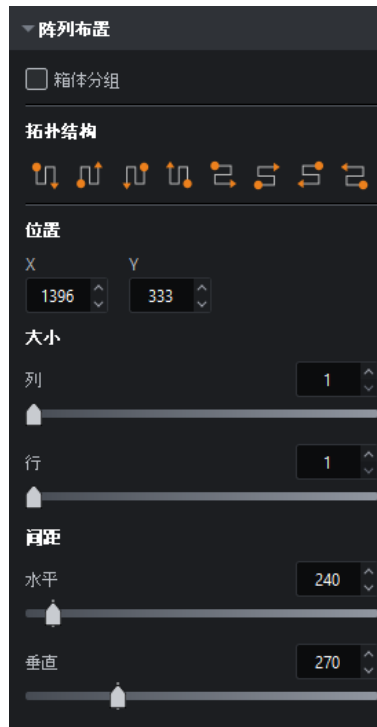 阵列布置
箱体分组
拓扑结构
位置
X Y
1396 333
大小
列 1
行 1
间距
水平 240
垂直 270